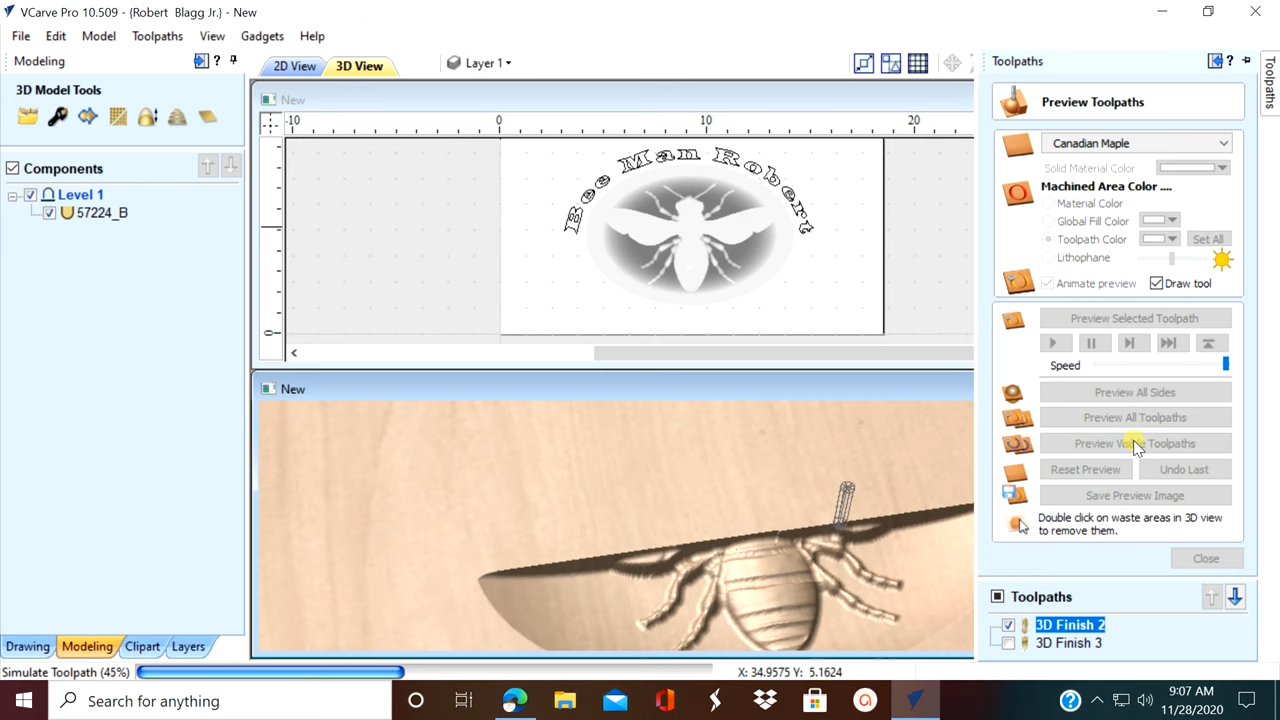 VCarve Pro 10.509 - {Robert Blagg Jr.} - New
File Edit Model Toolpaths View Gadgets Help
Modeling ?
2D View 3D View Layer 1
Toolpaths ?
Toolpaths
3D Model Tools
Components
Level 1
57224_B
New
-10 0 10 20
0
Bee Man Robert
New
Preview Toolpaths
Canadian Maple
Solid Material Color
Machined Area Color ....
Material Color
Global Fill Color
Toolpath Color Set All
Lithophane
Animate preview Draw tool
Preview Selected Toolpath
Speed
Preview All Sides
Preview All Toolpaths
Preview Visible Toolpaths
Reset Preview Undo Last
Save Preview Image
Double click on waste areas in 3D view
to remove them.
Close
Toolpaths
3D Finish 2
3D Finish 3
Drawing Modeling Clipart Layers
Simulate Toolpath (45%) X: 34.9575 Y: 5.1624
Search for anything
9:07 AM
11/28/2020